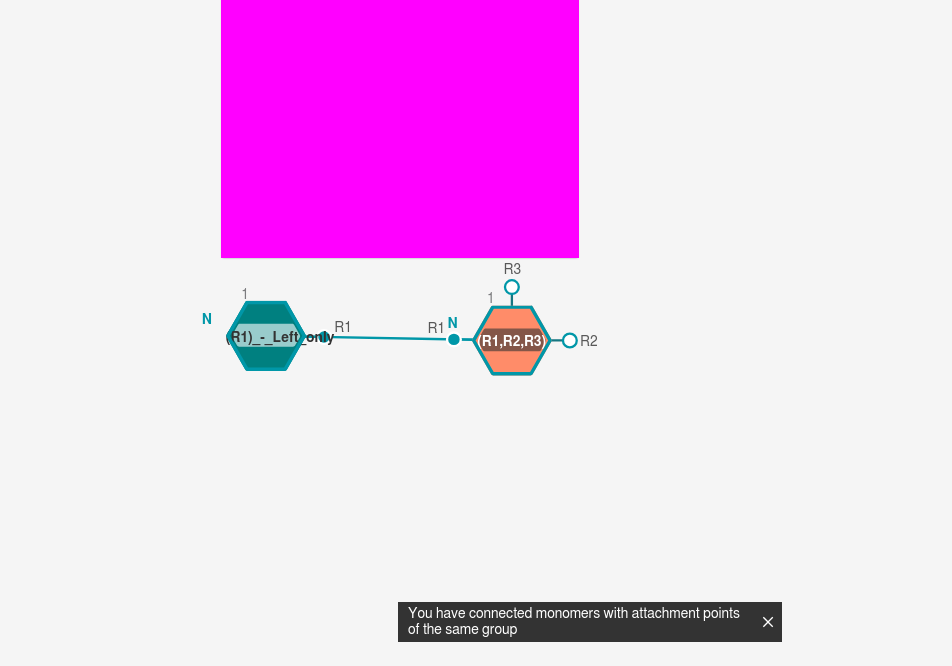 R3
1
1
N
R1
R1
N
(R1)_-_Left_only
(R1,R2,R3)
R2
You have connected monomers with attachment points
of the same group